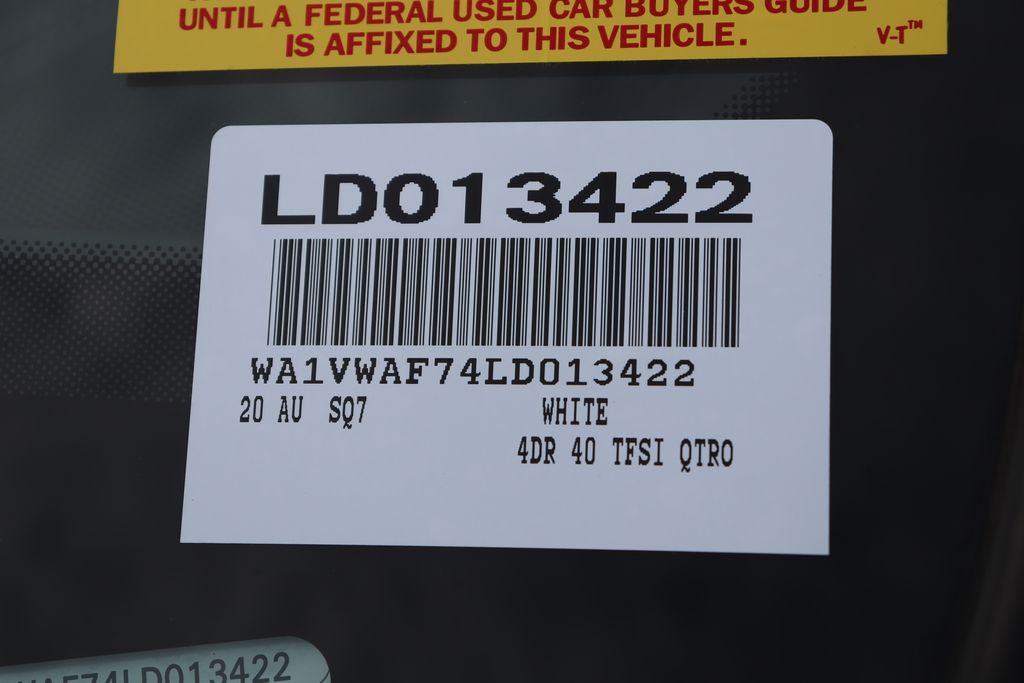 UNTIL A FEDERAL USED CAR BUYERS GUIDE
IS AFFIXED TO THIS VEHICLE.
V-T™
LD013422
WA1VWAF74LD013422
20 AU SQ7 WHITE
4DR 40 TFSI QTRO
WAF74LD013422